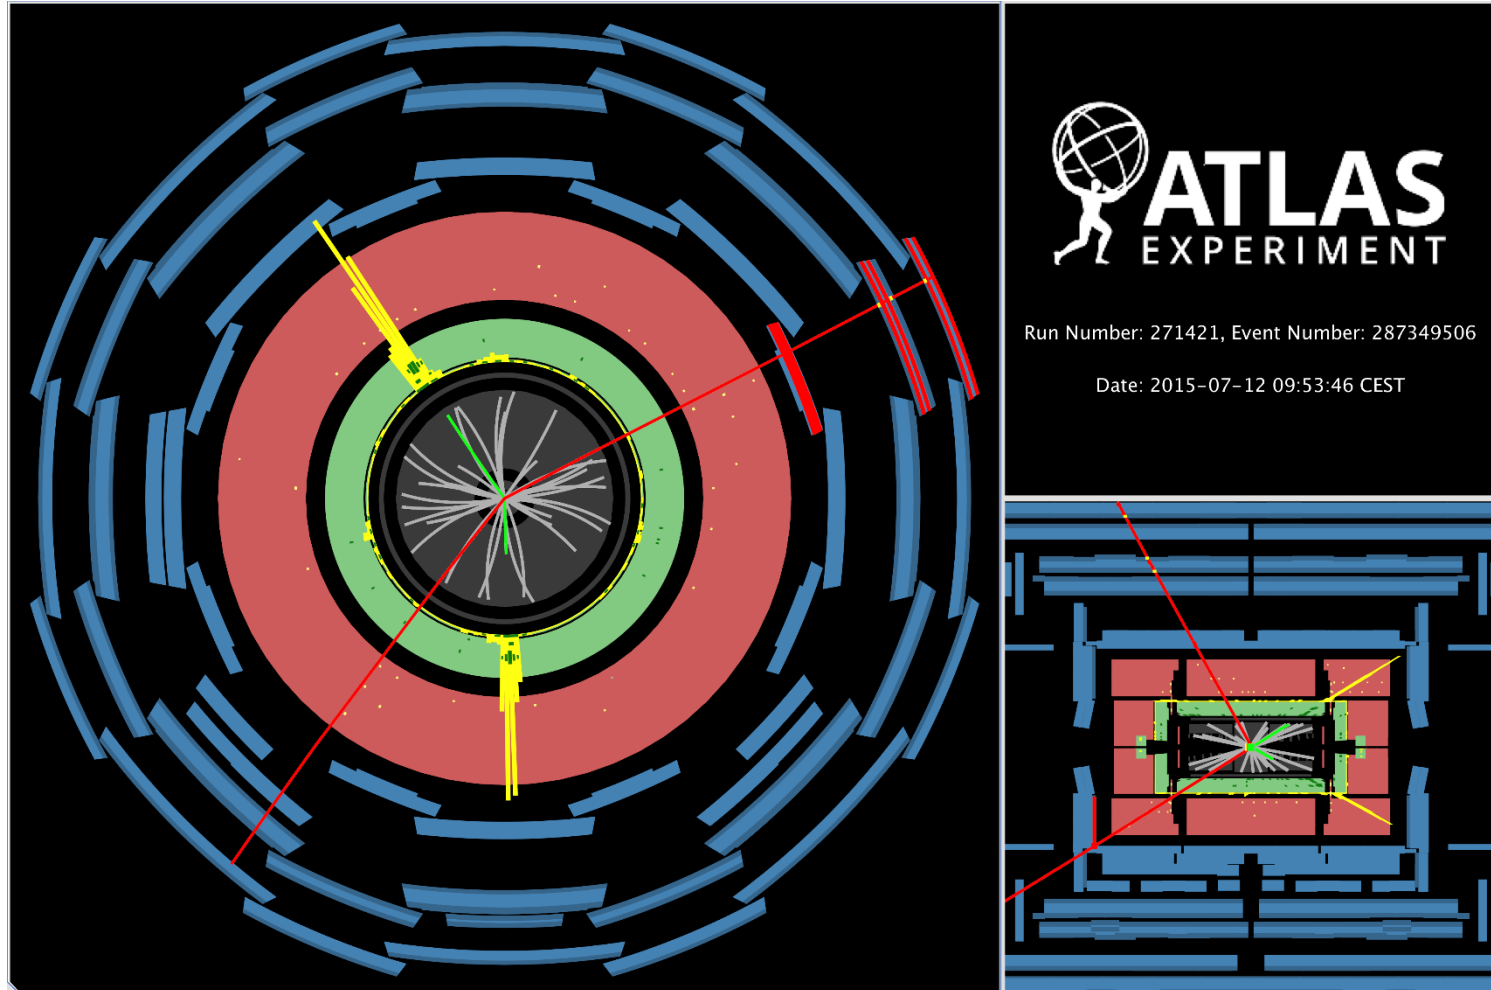 ATLAS
EXPERIMENT
Run Number: 271421, Event Number: 287349506
Date: 2015-07-12 09:53:46 CEST